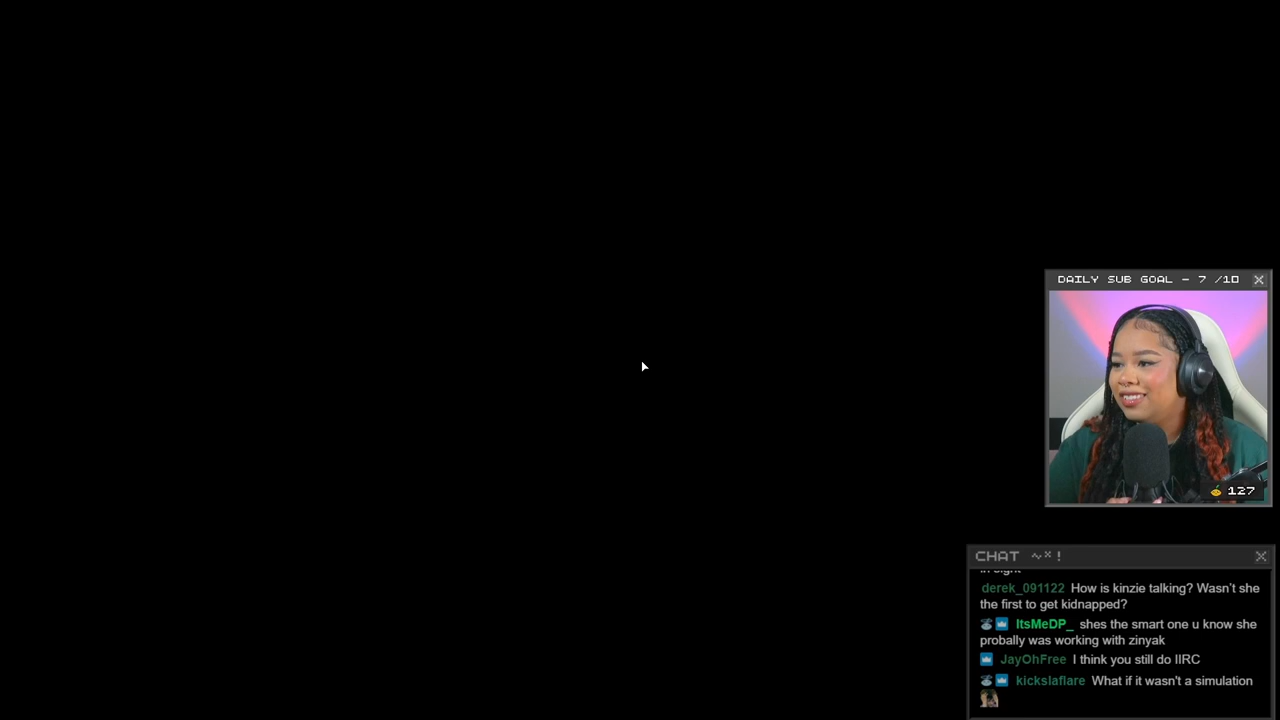 DAILY SUB GOAL - 7 /10
127
CHAT ~*!
derek_091122 How is kinzie talking? Wasn't she
the first to get kidnapped?
ItsMeDP_ shes the smart one u know she
probally was working with zinyak
JayOhFree I think you still do IIRC
kickslaflare What if it wasn't a simulation